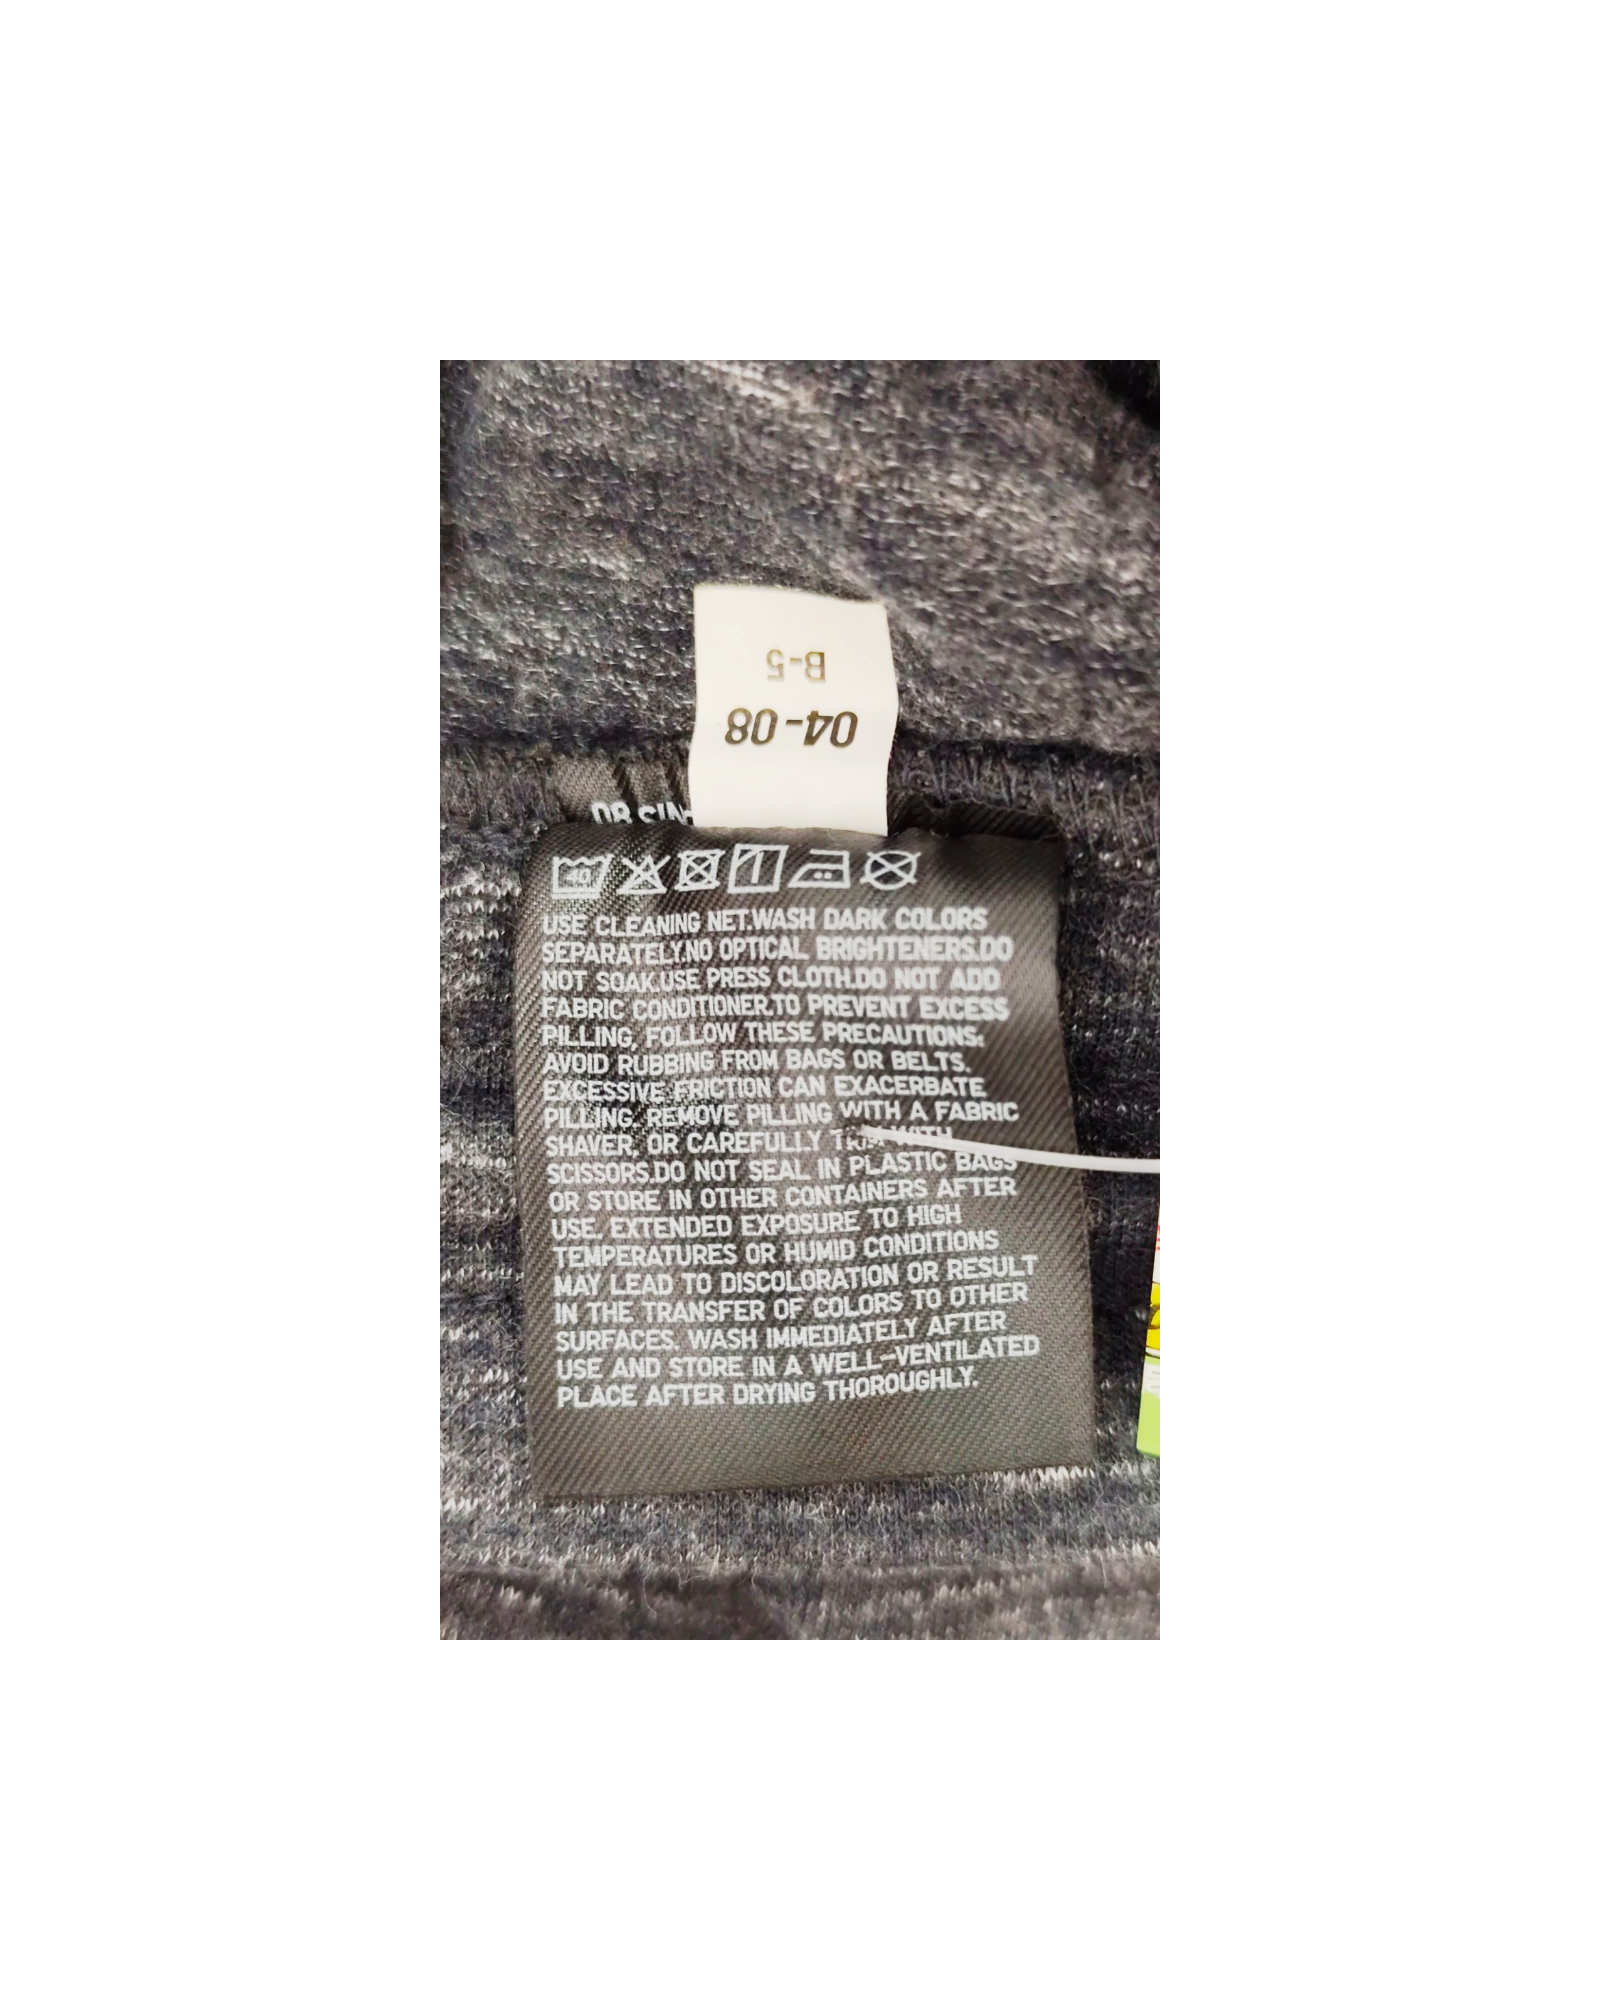 B-5
04-08
40
USE CLEANING NET.WASH DARK COLORS
SEPARATELY.NO OPTICAL BRIGHTENERS.DO
NOT SOAK.USE PRESS CLOTH.DO NOT ADD
FABRIC CONDITIONER.TO PREVENT EXCESS
PILLING, FOLLOW THESE PRECAUTIONS:
AVOID RUBBING FROM BAGS OR BELTS.
EXCESSIVE FRICTION CAN EXACERBATE
PILLING. REMOVE PILLING WITH A FABRIC
SHAVER, OR CAREFULLY TRIM WITH
SCISSORS.DO NOT SEAL IN PLASTIC BAGS
OR STORE IN OTHER CONTAINERS AFTER
USE. EXTENDED EXPOSURE TO HIGH
TEMPERATURES OR HUMID CONDITIONS
MAY LEAD TO DISCOLORATION OR RESULT
IN THE TRANSFER OF COLORS TO OTHER
SURFACES. WASH IMMEDIATELY AFTER
USE AND STORE IN A WELL-VENTILATED
PLACE AFTER DRYING THOROUGHLY.